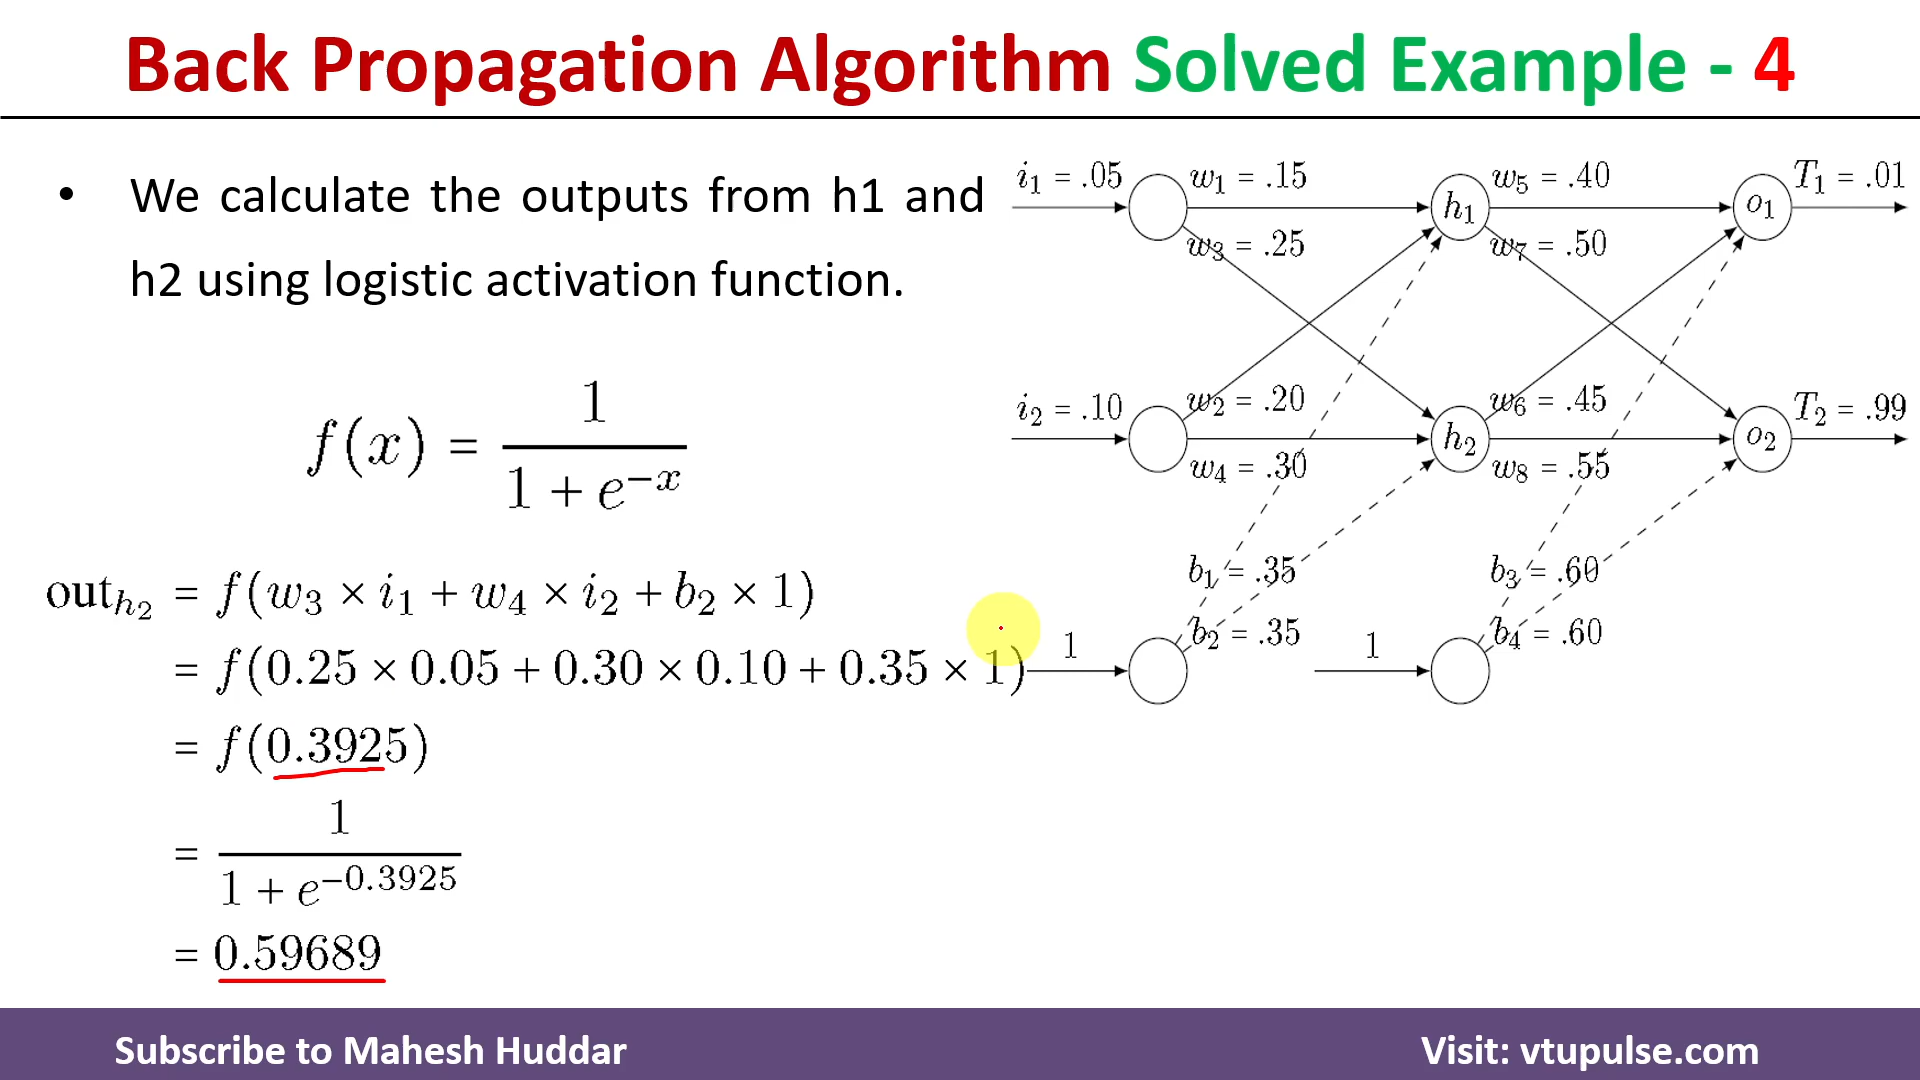 Back Propagation Algorithm Solved Example - 4
• We calculate the outputs from h1 and
h2 using logistic activation function.
f(x) = 1 / (1 + e^{−x})
out_{h_2} = f(w_3 × i_1 + w_4 × i_2 + b_2 × 1)
= f(0.25 × 0.05 + 0.30 × 0.10 + 0.35 × 1)
= f(0.3925)
= 1 / (1 + e^{−0.3925})
= 0.59689
i_1 = .05 w_1 = .15 h_1 w_5 = .40 o_1 T_1 = .01
w_3 = .25 w_7 = .50
i_2 = .10 w_2 = .20 h_2 w_6 = .45 o_2 T_2 = .99
w_4 = .30 w_8 = .55
b_1 = .35 b_3 = .60
1 b_2 = .35 1 b_4 = .60
Subscribe to Mahesh Huddar Visit: vtupulse.com